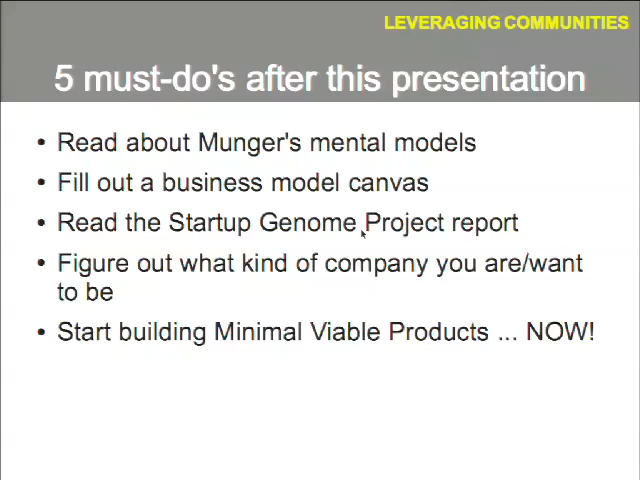 LEVERAGING COMMUNITIES
5 must-do's after this presentation
• Read about Munger's mental models
• Fill out a business model canvas
• Read the Startup Genome Project report
• Figure out what kind of company you are/want
to be
• Start building Minimal Viable Products ... NOW!